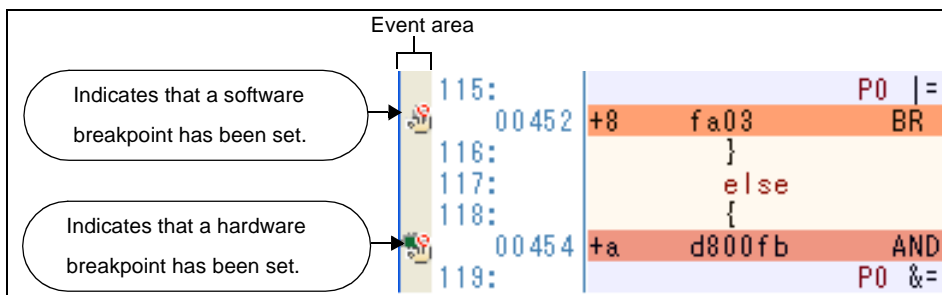 Event area
Indicates that a software
breakpoint has been set.
Indicates that a hardware
breakpoint has been set.
115: P0 |=
00452 +8 fa03 BR
116: }
117: else
118: {
00454 +a d800fb AND
119: P0 &=